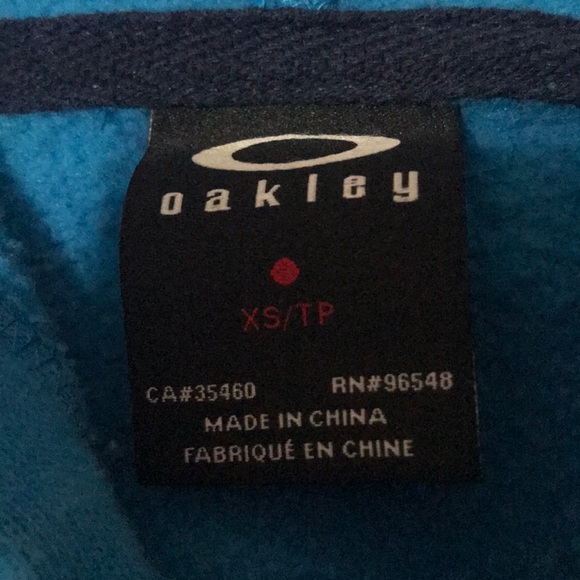 oakley
XS/TP
CA#35460 RN#96548
MADE IN CHINA
FABRIQUÉ EN CHINE